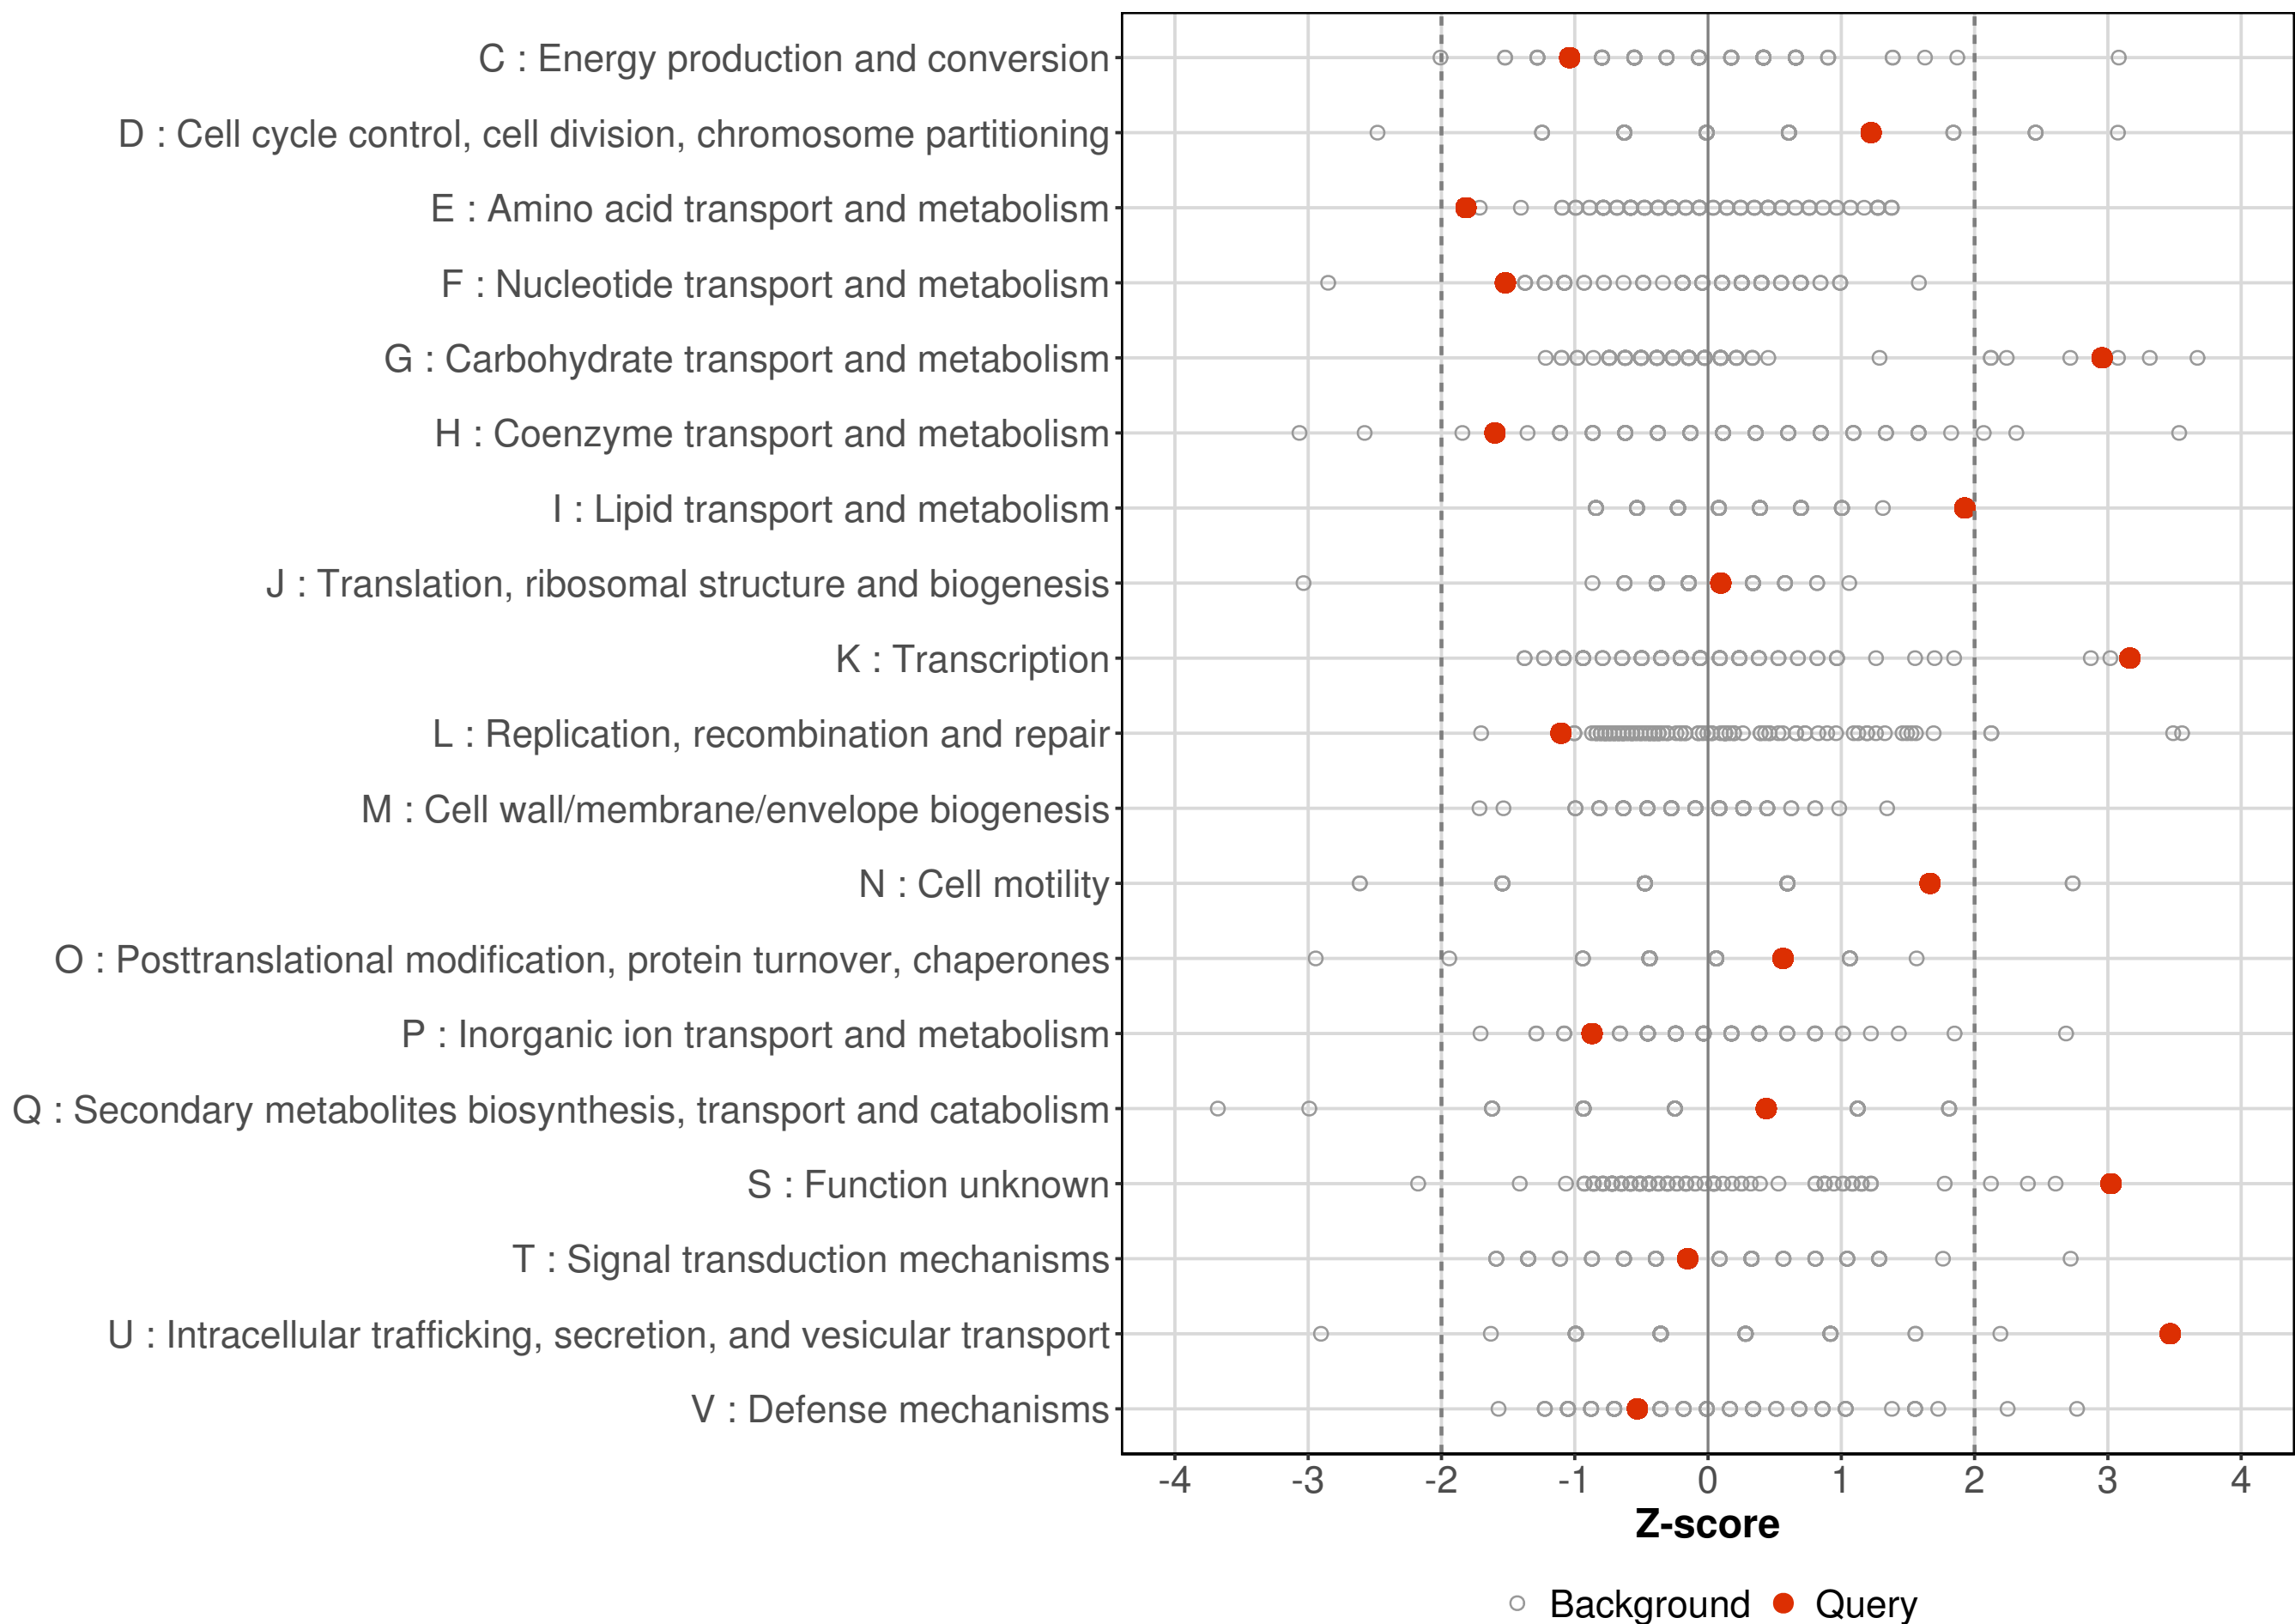 C : Energy production and conversion
D : Cell cycle control, cell division, chromosome partitioning
E : Amino acid transport and metabolism
F : Nucleotide transport and metabolism
G : Carbohydrate transport and metabolism
H : Coenzyme transport and metabolism
I : Lipid transport and metabolism
J : Translation, ribosomal structure and biogenesis
K : Transcription
L : Replication, recombination and repair
M : Cell wall/membrane/envelope biogenesis
N : Cell motility
O : Posttranslational modification, protein turnover, chaperones
P : Inorganic ion transport and metabolism
Q : Secondary metabolites biosynthesis, transport and catabolism
S : Function unknown
T : Signal transduction mechanisms
U : Intracellular trafficking, secretion, and vesicular transport
V : Defense mechanisms
-4 -3 -2 -1 0 1 2 3 4
Z-score
Background Query